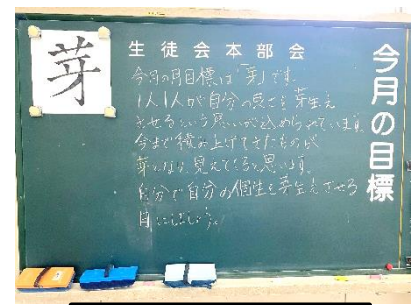 今月の目標
芽
生徒会本部会
今月の月目標は「芽」です。
1人1人が自分の良さを芽生え
させるという思いが込められています。
今まで積み上げてきたものが
芽になり、見えてくると思います。
自分で自分の個性を芽生えさせる
月にしましょう。